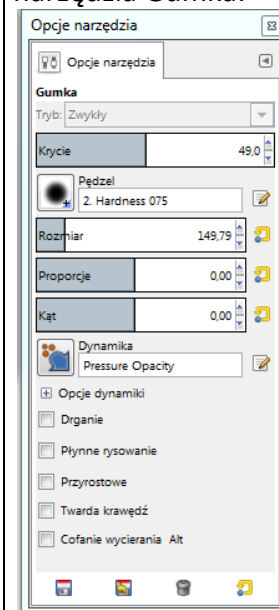 narzędzia Gumka.
Opcje narzędzia
Opcje narzędzia
Gumka
Tryb: Zwykły
Krycie 49,0
Pędzel
2. Hardness 075
Rozmiar 149,79
Proporcje 0,00
Kąt 0,00
Dynamika
Pressure Opacity
Opcje dynamiki
Drganie
Płynne rysowanie
Przyrostowe
Twarda krawędź
Cofanie wycierania Alt